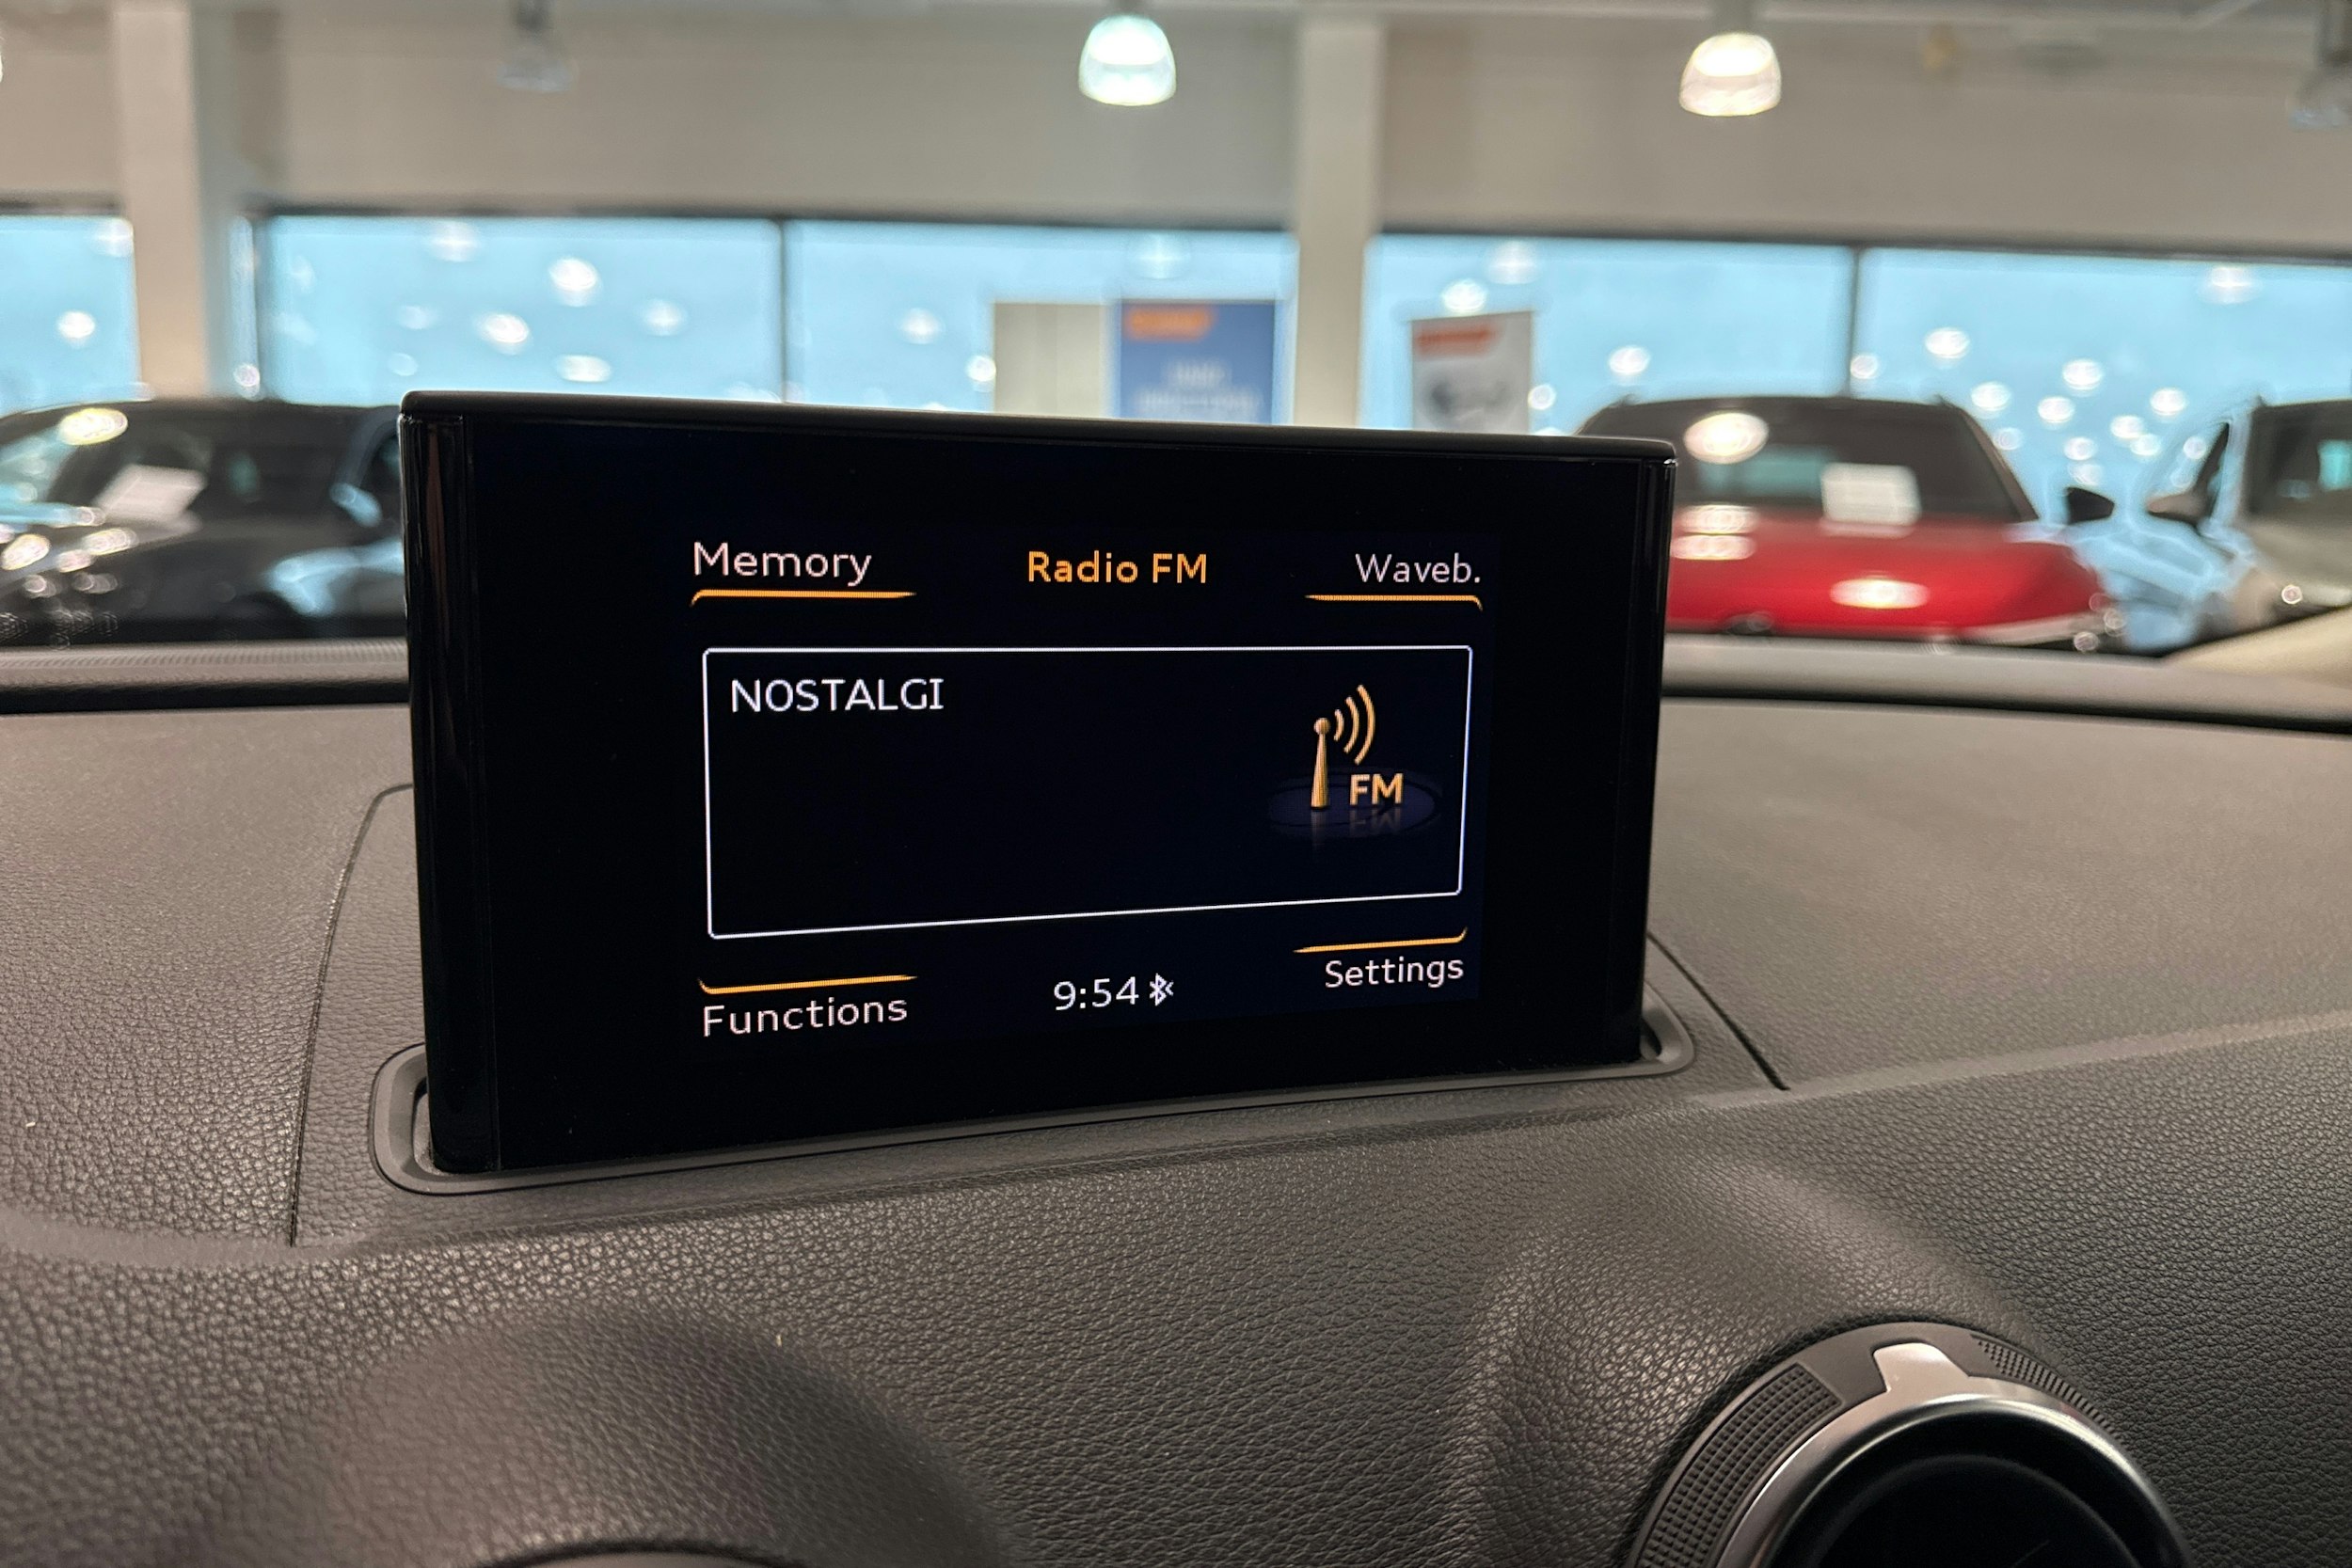 Memory Radio FM Waveb.
NOSTALGI
FM
Functions 9:54 Settings